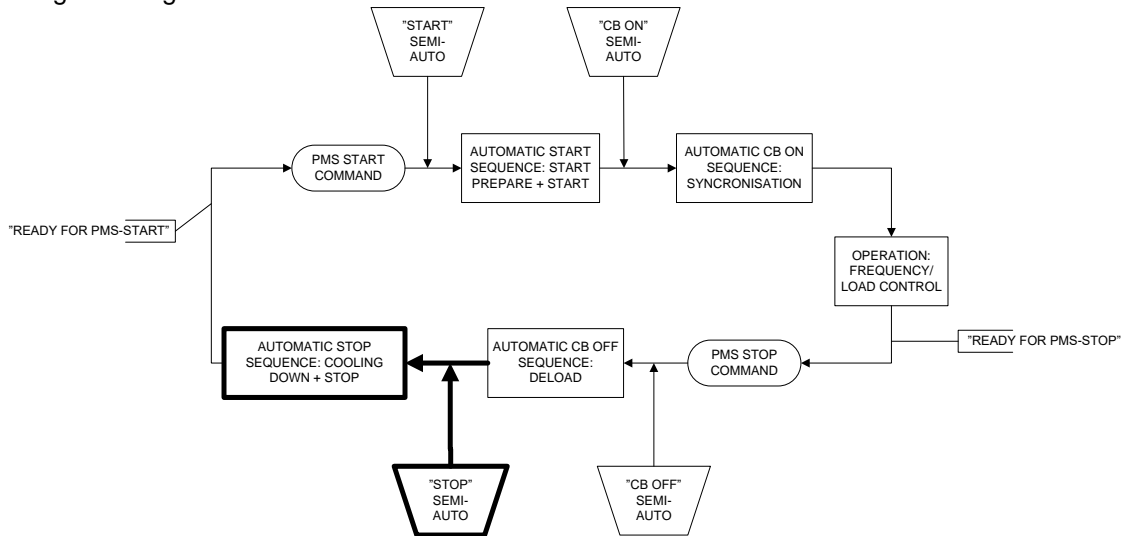 "START"
SEMI-
AUTO
"CB ON"
SEMI-
AUTO
PMS START
COMMAND
AUTOMATIC START
SEQUENCE: START
PREPARE + START
AUTOMATIC CB ON
SEQUENCE:
SYNCRONISATION
"READY FOR PMS-START"
OPERATION:
FREQUENCY/
LOAD CONTROL
"READY FOR PMS-STOP"
AUTOMATIC STOP
SEQUENCE: COOLING
DOWN + STOP
AUTOMATIC CB OFF
SEQUENCE:
DELOAD
PMS STOP
COMMAND
"STOP"
SEMI-
AUTO
"CB OFF"
SEMI-
AUTO